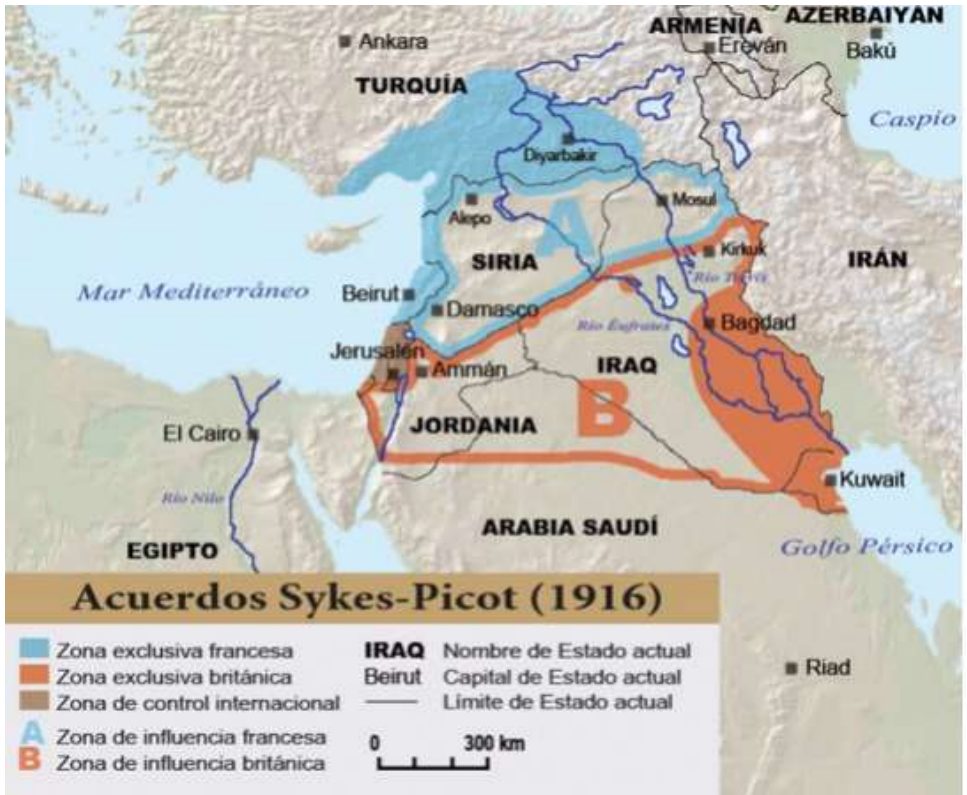 AZERBAIYÁN
ARMENIA
Ankara
Ereván
Bakú
TURQUÍA
Caspio
Diyarbakir
Alepo
A
Mosul
SIRIA
Kirkuk
IRÁN
Río Tigris
Mar Mediterráneo
Beirut
Damasco
Río Éufrates
Bagdad
Jerusalén
Ammán
IRAQ
B
JORDANIA
El Cairo
Kuwait
Río Nilo
ARABIA SAUDÍ
EGIPTO
Golfo Pérsico
Acuerdos Sykes-Picot (1916)
Zona exclusiva francesa
Zona exclusiva británica
Zona de control internacional
A Zona de influencia francesa
B Zona de influencia británica
IRAQ Nombre de Estado actual
Beirut Capital de Estado actual
Límite de Estado actual
0 300 km
Riad